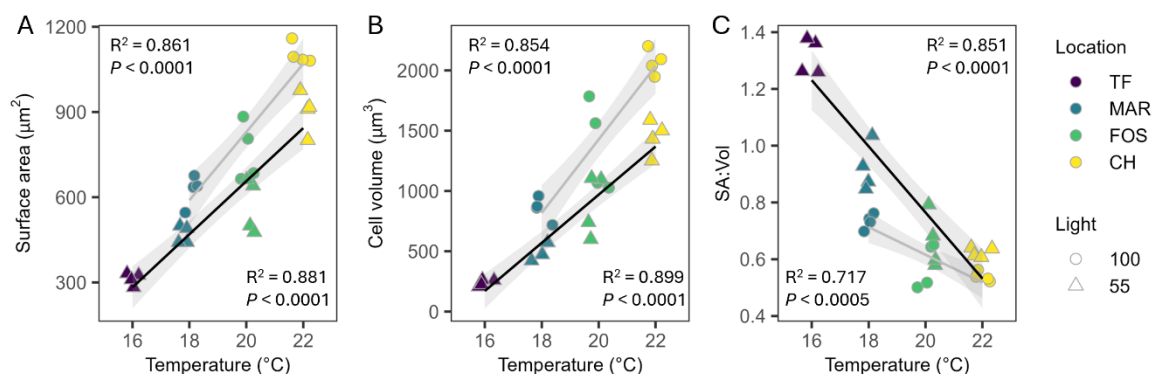 A
R² = 0.861
P < 0.0001
R² = 0.881
P < 0.0001
1200
900
600
300
Surface area (µm²)
16 18 20 22
Temperature (°C)
B
R² = 0.854
P < 0.0001
R² = 0.899
P < 0.0001
2000
1500
1000
500
0
Cell volume (µm³)
16 18 20 22
Temperature (°C)
C
R² = 0.851
P < 0.0001
R² = 0.717
P < 0.0005
1.4
1.2
1.0
0.8
0.6
0.4
SA:Vol
16 18 20 22
Temperature (°C)
Location
TF
MAR
FOS
CH
Light
100
55